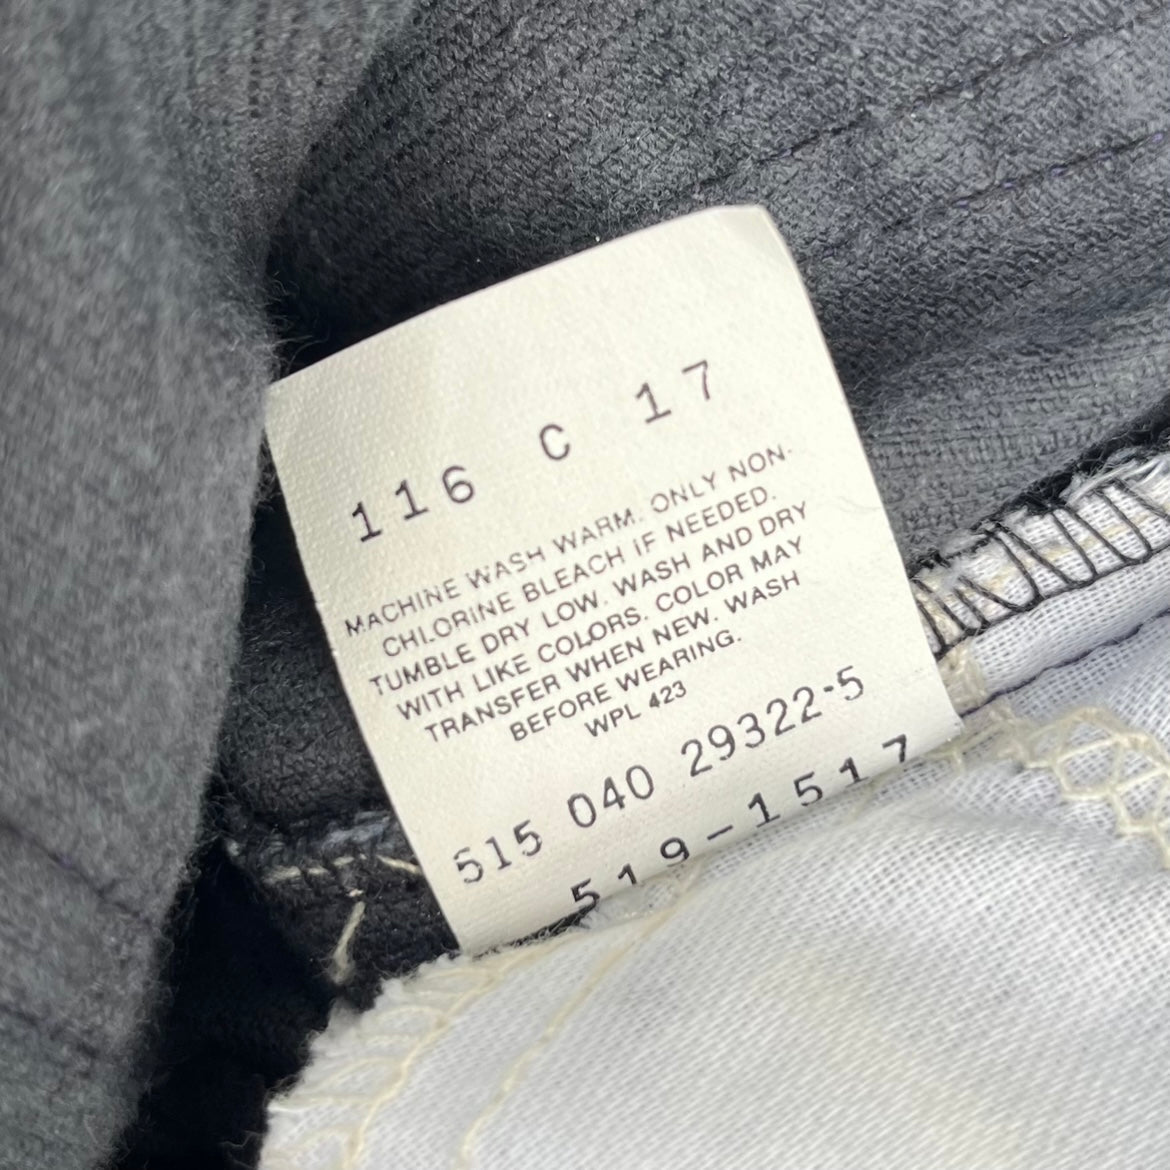 116 C 17
MACHINE WASH WARM. ONLY NON-
CHLORINE BLEACH IF NEEDED.
TUMBLE DRY LOW. WASH AND DRY
WITH LIKE COLORS. COLOR MAY
TRANSFER WHEN NEW. WASH
BEFORE WEARING.
WPL 423
515 040 29322-5
519-1517